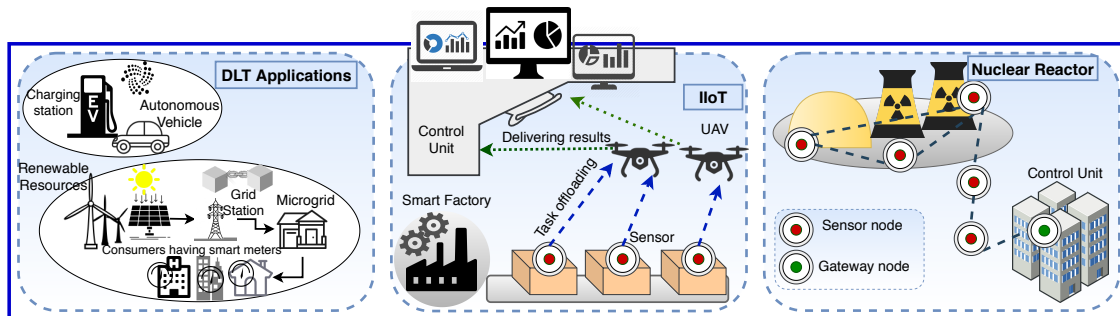 DLT Applications
Charging
station
E
V
Autonomous
Vehicle
Renewable
Resources
Grid
Station
Microgrid
Consumers having smart meters
IIoT
Control
Unit
Delivering results
UAV
Task offloading
Smart Factory
Sensor
Nuclear Reactor
Control Unit
Sensor node
Gateway node